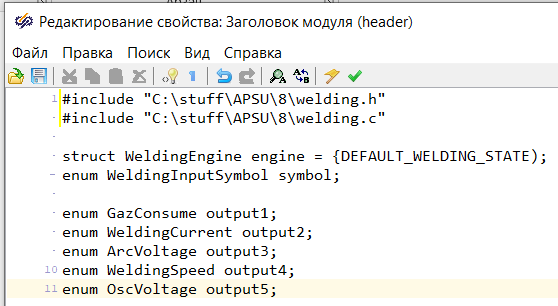 Редактирование свойства: Заголовок модуля (header)
Файл Правка Поиск Вид Справка
1 #include "C:\stuff\APSU\8\welding.h"
#include "C:\stuff\APSU\8\welding.c"
struct WeldingEngine engine = {DEFAULT_WELDING_STATE);
enum WeldingInputSymbol symbol;
enum GazConsume output1;
enum WeldingCurrent output2;
enum ArcVoltage output3;
10 enum WeldingSpeed output4;
11 enum OscVoltage output5;